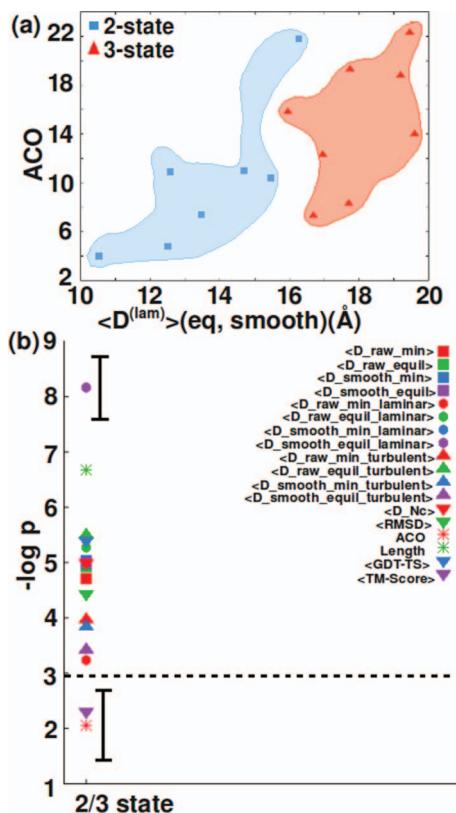 (a)
2-state
3-state
ACO
22
18
14
10
6
2
10 12 14 16 18 20
<D(lam)>(eq, smooth)(Å)
(b)
-log p
9
8
7
6
5
4
3
2
1
2/3 state
<D_raw_min>
<D_raw_equil>
<D_smooth_min>
<D_smooth_equil>
<D_raw_min_laminar>
<D_raw_equil_laminar>
<D_smooth_min_laminar>
<D_smooth_equil_laminar>
<D_raw_min_turbulent>
<D_raw_equil_turbulent>
<D_smooth_min_turbulent>
<D_smooth_equil_turbulent>
<D_Nc>
<RMSD>
ACO
Length
<GDT-TS>
<TM-Score>